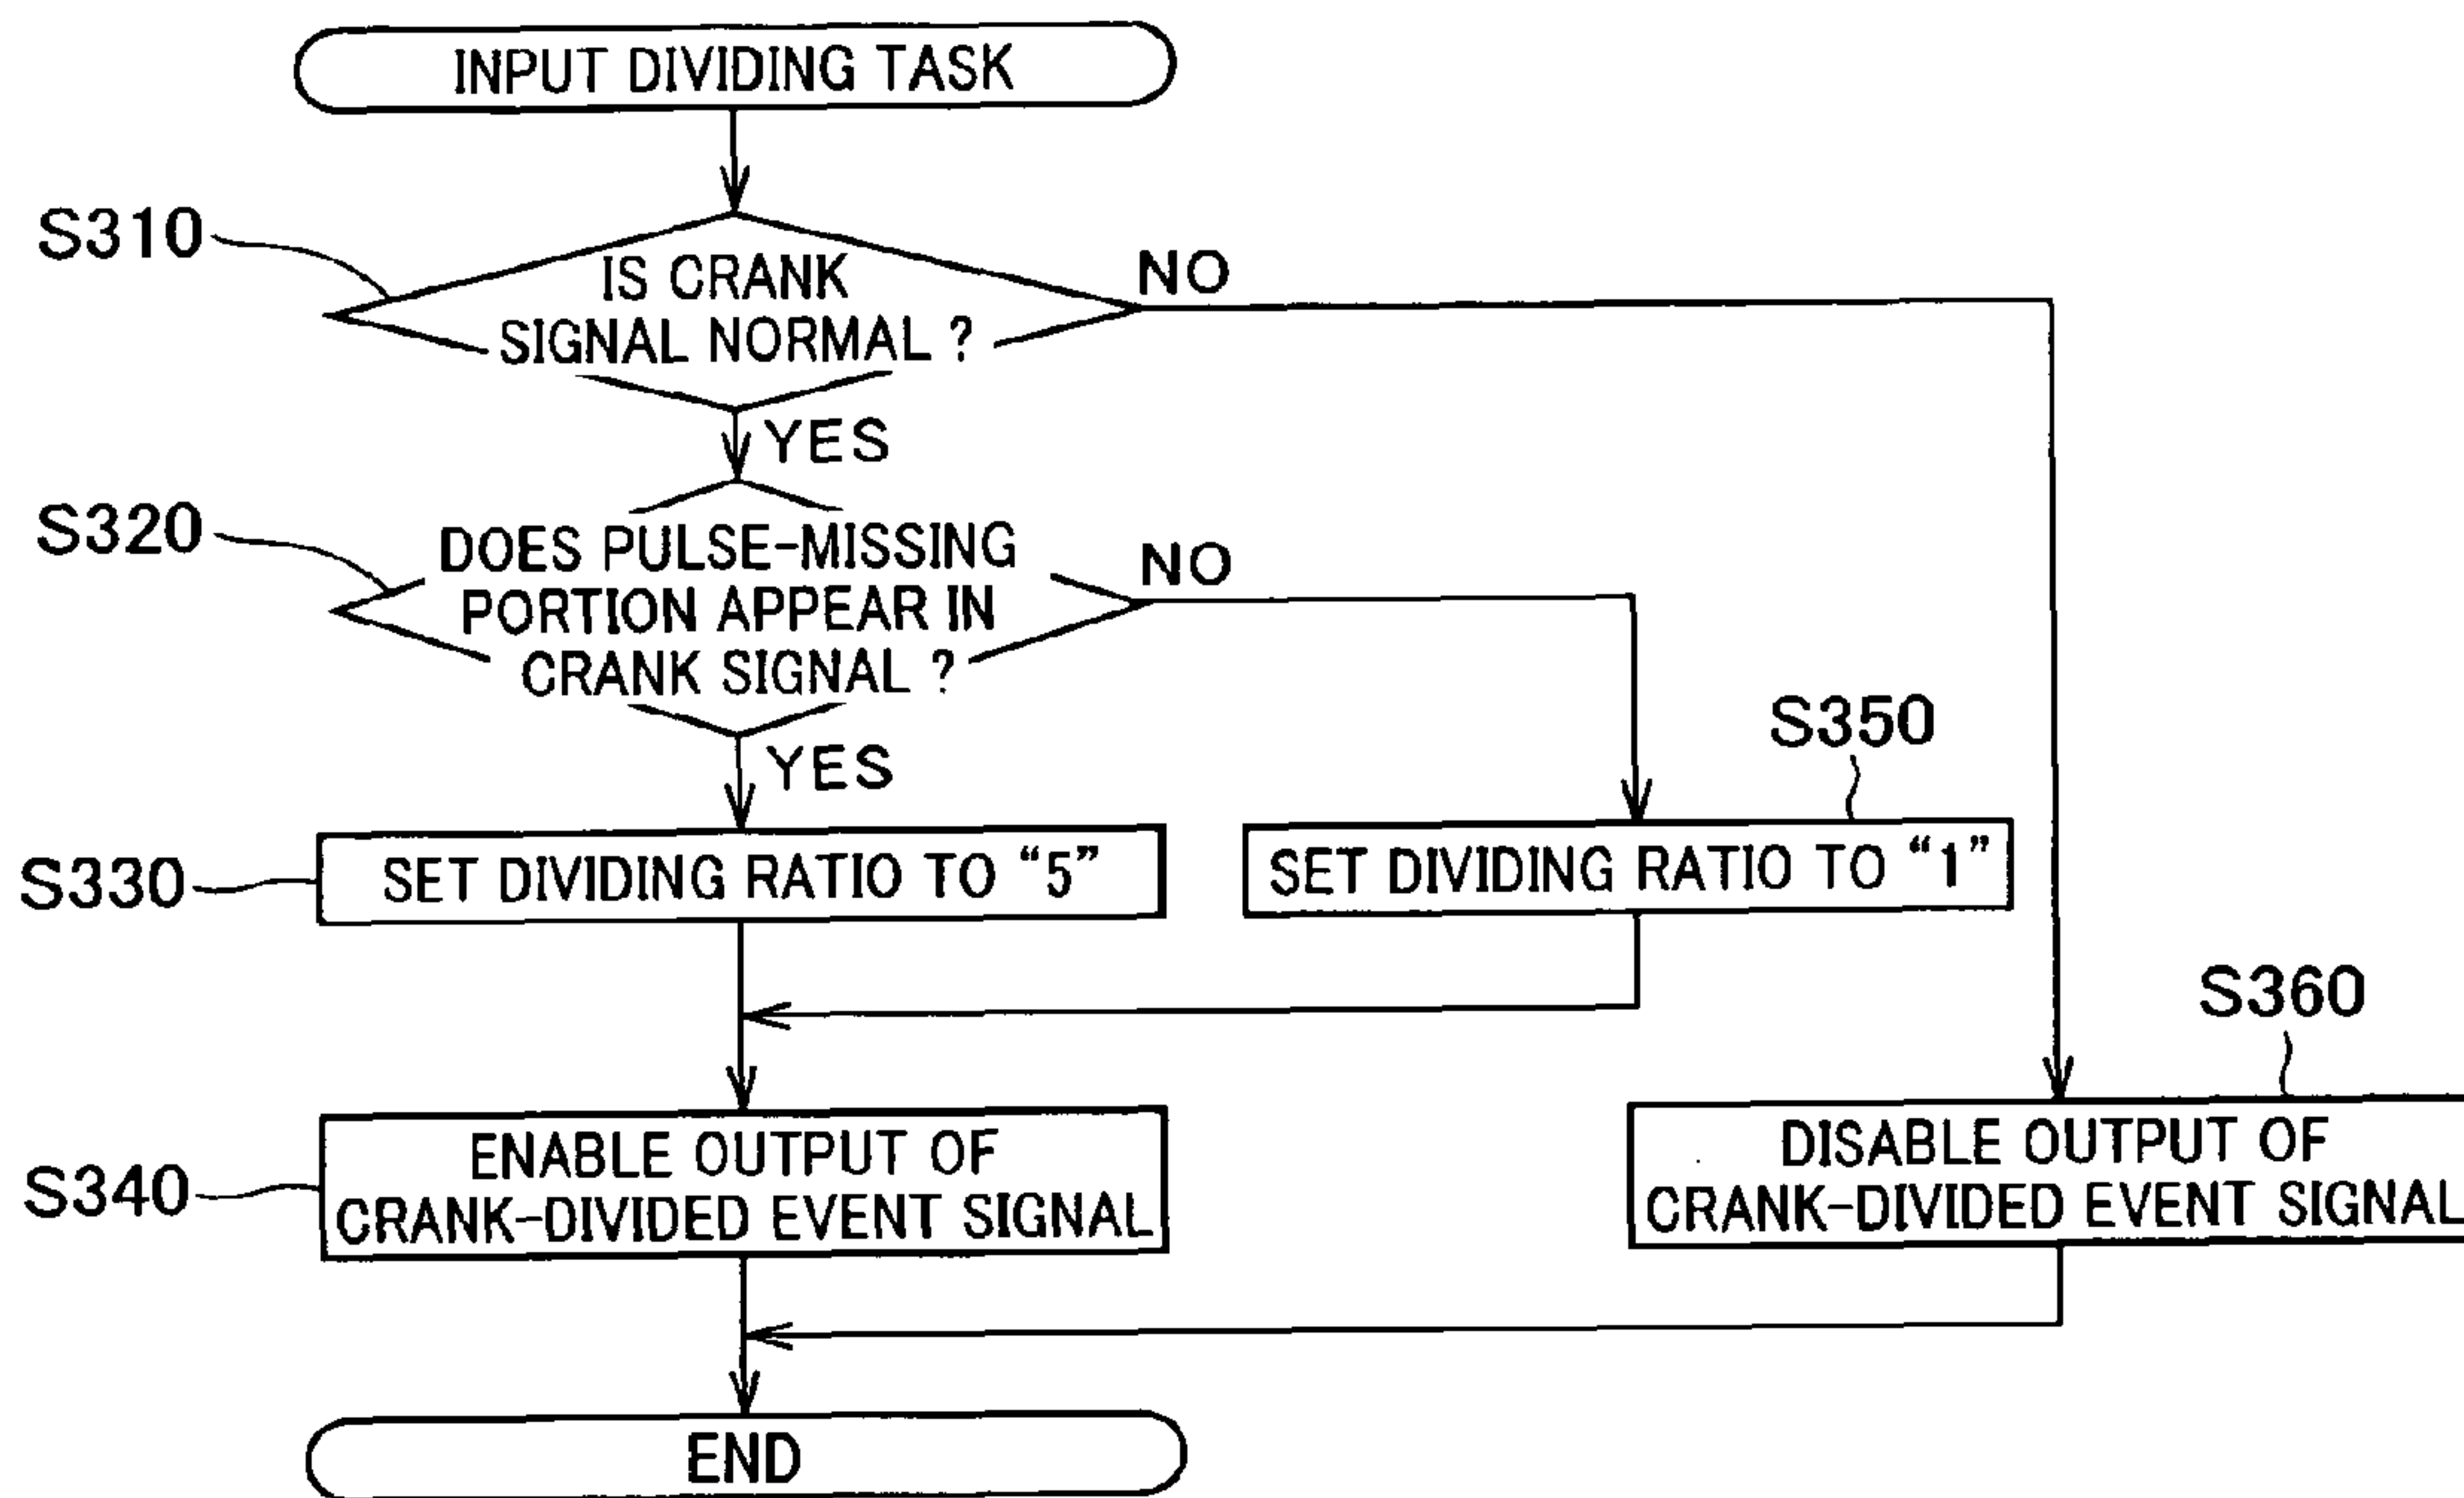 INPUT DIVIDING TASK
S310
IS CRANK
SIGNAL NORMAL ?
NO
YES
S320
DOES PULSE-MISSING
PORTION APPEAR IN
CRANK SIGNAL ?
NO
YES
S350
S330
SET DIVIDING RATIO TO “5”
SET DIVIDING RATIO TO “1”
S360
S340
ENABLE OUTPUT OF
CRANK-DIVIDED EVENT SIGNAL
DISABLE OUTPUT OF
CRANK-DIVIDED EVENT SIGNAL
END